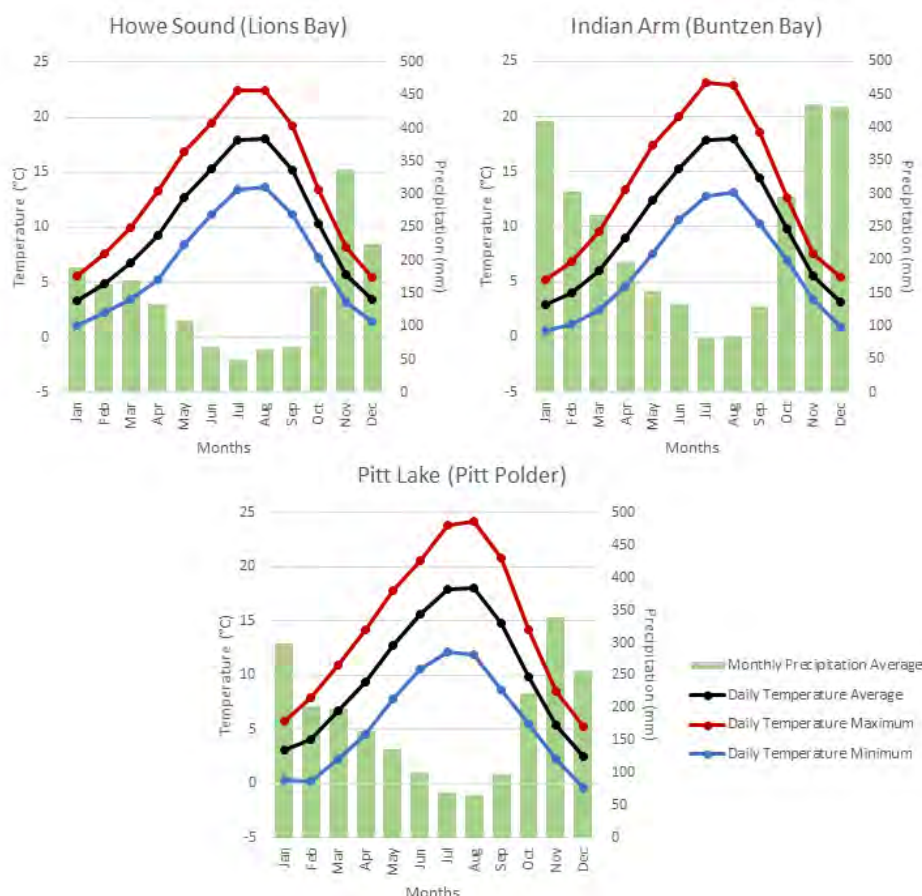 Howe Sound (Lions Bay)
25
20
15
10
5
0
-5
Temperature (°C)
500
450
400
350
300
250
200
150
100
50
0
Precipitation (mm)
Jan
Feb
Mar
Apr
May
Jun
Jul
Aug
Sep
Oct
Nov
Dec
Months
Indian Arm (Buntzen Bay)
25
20
15
10
5
0
-5
Temperature (°C)
500
450
400
350
300
250
200
150
100
50
0
Precipitation (mm)
Jan
Feb
Mar
Apr
May
Jun
Jul
Aug
Sep
Oct
Nov
Dec
Months
Pitt Lake (Pitt Polder)
25
20
15
10
5
0
-5
Temperature (°C)
500
450
400
350
300
250
200
150
100
50
0
Precipitation (mm)
Jan
Feb
Mar
Apr
May
Jun
Jul
Aug
Sep
Oct
Nov
Dec
Months
Monthly Precipitation Average
Daily Temperature Average
Daily Temperature Maximum
Daily Temperature Minimum